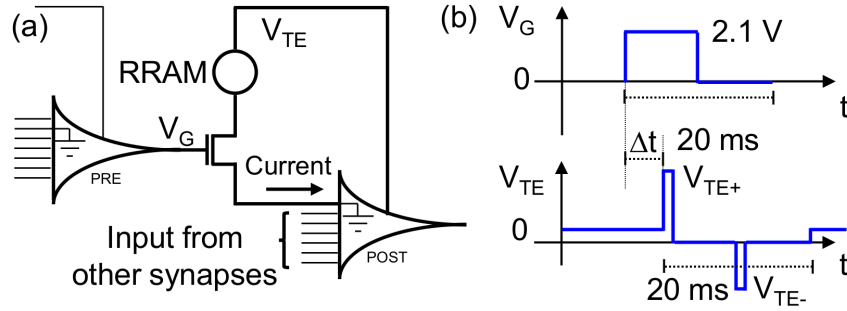 (a)
V_TE
RRAM
V_G
PRE
Current
Input from
other synapses
POST
(b)
V_G
2.1 V
0
t
20 ms
Δt
V_TE
V_TE+
0
t
20 ms
V_TE-